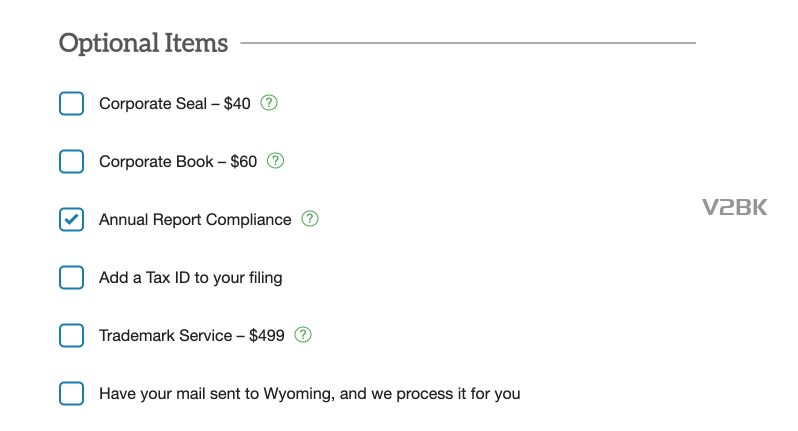 Optional Items
Corporate Seal – $40 ?
Corporate Book – $60 ?
V2BK
Annual Report Compliance ?
Add a Tax ID to your filing
Trademark Service – $499 ?
Have your mail sent to Wyoming, and we process it for you